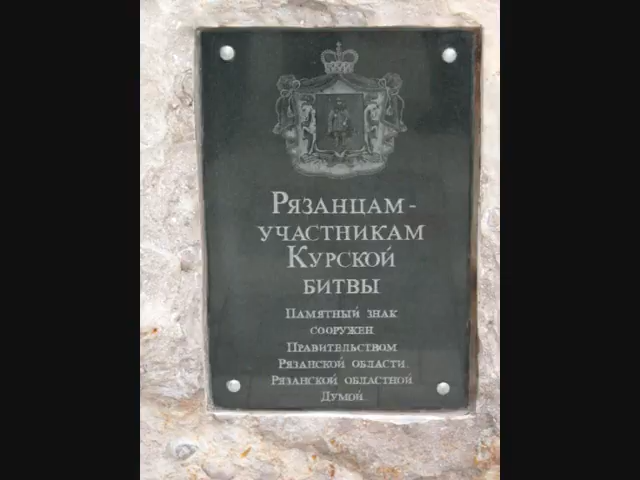 Рязанцам-
участникам
Курской
битвы
Памятный знак
сооружен
Правительством
Рязанской области.
Рязанской областной
Думой.